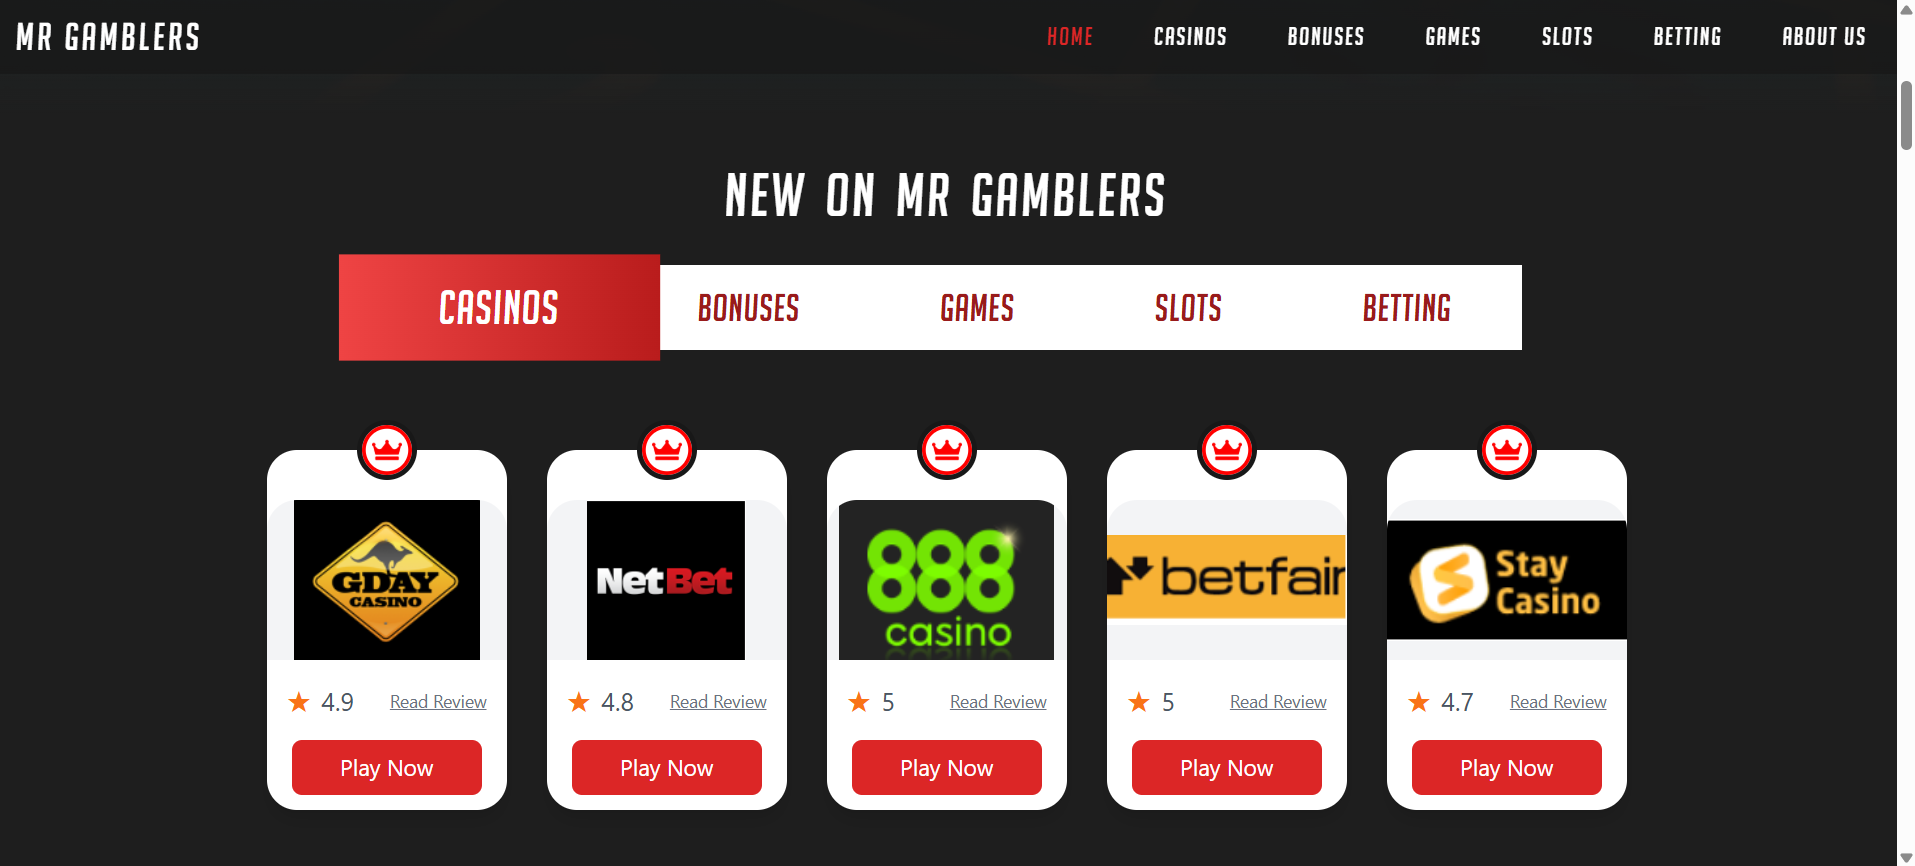 MR GAMBLERS
HOME CASINOS BONUSES GAMES SLOTS BETTING ABOUT US
NEW ON MR GAMBLERS
CASINOS BONUSES GAMES SLOTS BETTING
GDAY
CASINO
NetBet
888
casino
betfair
Stay
Casino
4.9 Read Review
4.8 Read Review
5 Read Review
5 Read Review
4.7 Read Review
Play Now
Play Now
Play Now
Play Now
Play Now